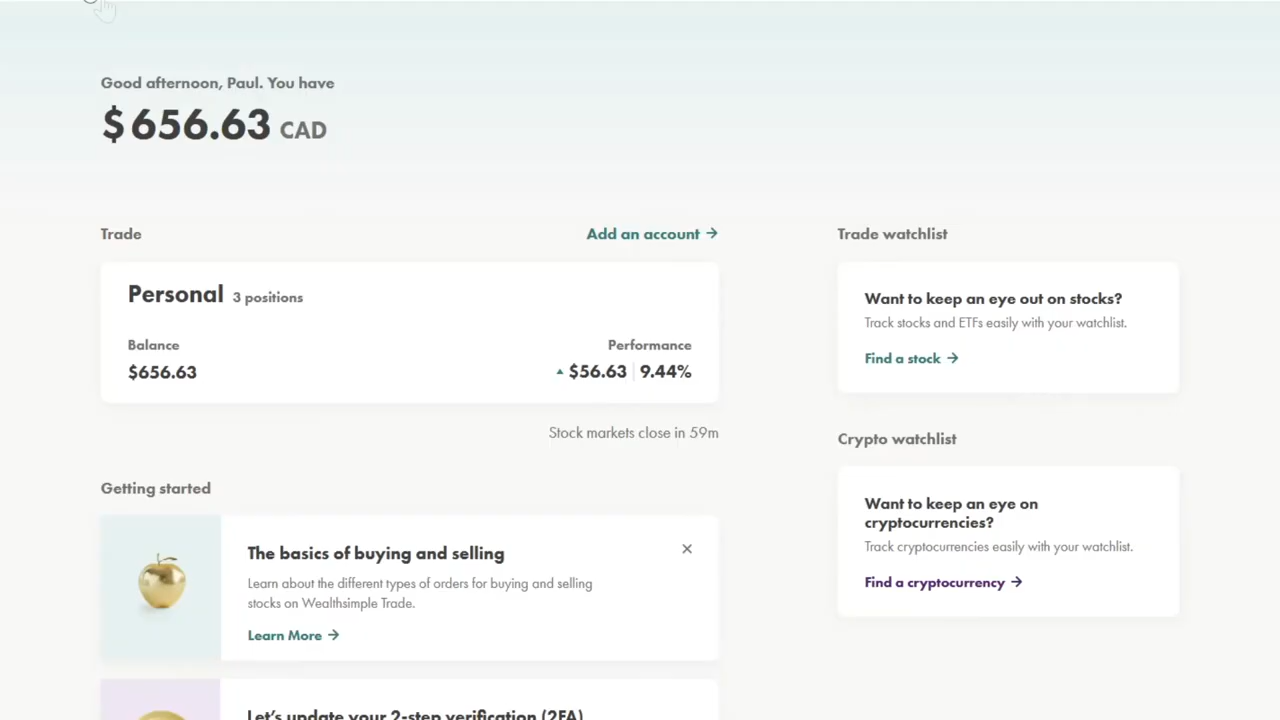 Good afternoon, Paul. You have
$656.63 CAD
Trade
Add an account →
Personal 3 positions
Balance
Performance
$656.63
▲ $56.63 | 9.44%
Stock markets close in 59m
Getting started
The basics of buying and selling
Learn about the different types of orders for buying and selling
stocks on Wealthsimple Trade.
Learn More →
Let's update your 2-step verification (2FA)
Trade watchlist
Want to keep an eye out on stocks?
Track stocks and ETFs easily with your watchlist.
Find a stock →
Crypto watchlist
Want to keep an eye on
cryptocurrencies?
Track cryptocurrencies easily with your watchlist.
Find a cryptocurrency →